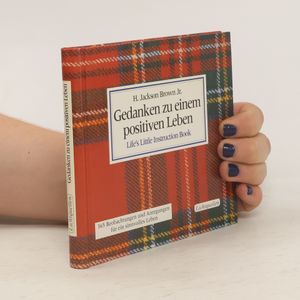 H. Jackson Brown Jr.
Gedanken zu einem
positiven Leben
Life's Little Instruction Book
365 Beobachtungen und Anregungen
für ein sinnvolles Leben
Gedanken zu einem positiven Leben